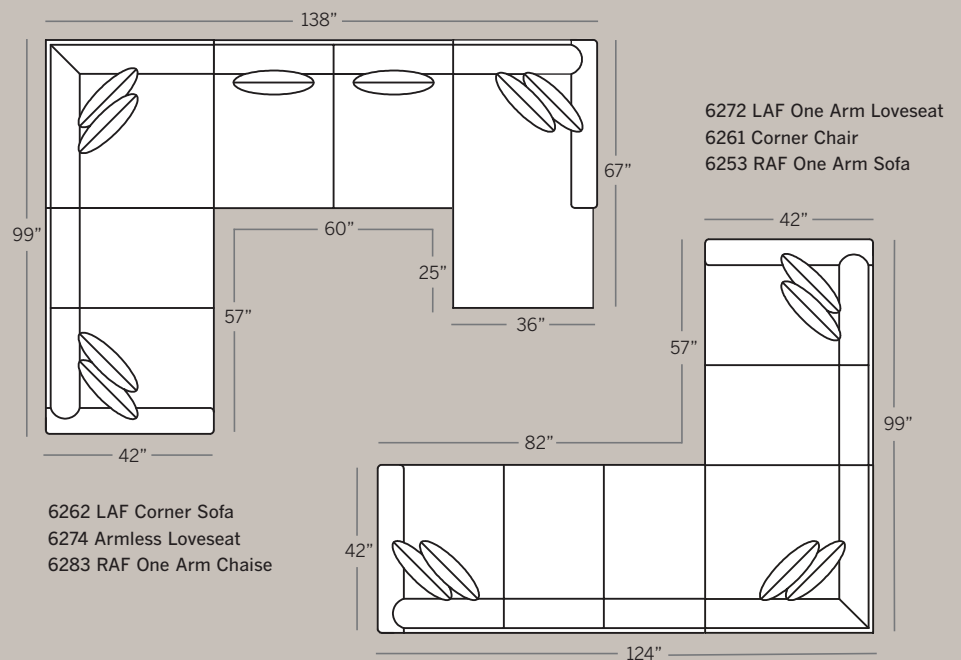 138”
6272 LAF One Arm Loveseat
6261 Corner Chair
6253 RAF One Arm Sofa
67”
99”
60”
25”
57”
36”
42”
42”
57”
99”
82”
42”
124”
6262 LAF Corner Sofa
6274 Armless Loveseat
6283 RAF One Arm Chaise